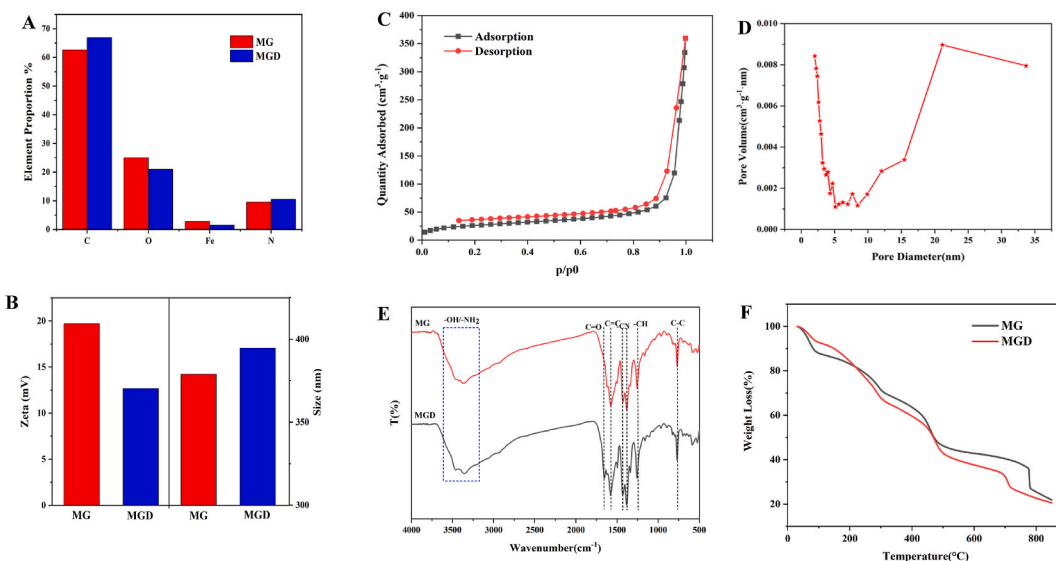 A
Element Proportion %
70
60
50
40
30
20
10
0
C
O
Fe
N
MG
MGD
B
Zeta (mV)
20
15
10
5
0
MG
MGD
MG
MGD
400
350
300
Size (nm)
C
Quantity Adsorbed (cm³·g⁻¹)
400
350
300
250
200
150
100
50
0
0.0
0.2
0.4
0.6
0.8
1.0
p/p0
Adsorption
Desorption
D
Pore Volume(cm³·g⁻¹·nm)
0.010
0.008
0.006
0.004
0.002
0.000
0
5
10
15
20
25
30
35
Pore Diameter(nm)
E
T(%)
-OH/-NH₂
C=O
C=C
CN
-CH
C-C
MG
MGD
4000
3500
3000
2500
2000
1500
1000
500
Wavenumber(cm⁻¹)
F
Weight Loss(%)
100
80
60
40
20
0
200
400
600
800
Temperature(°C)
MG
MGD